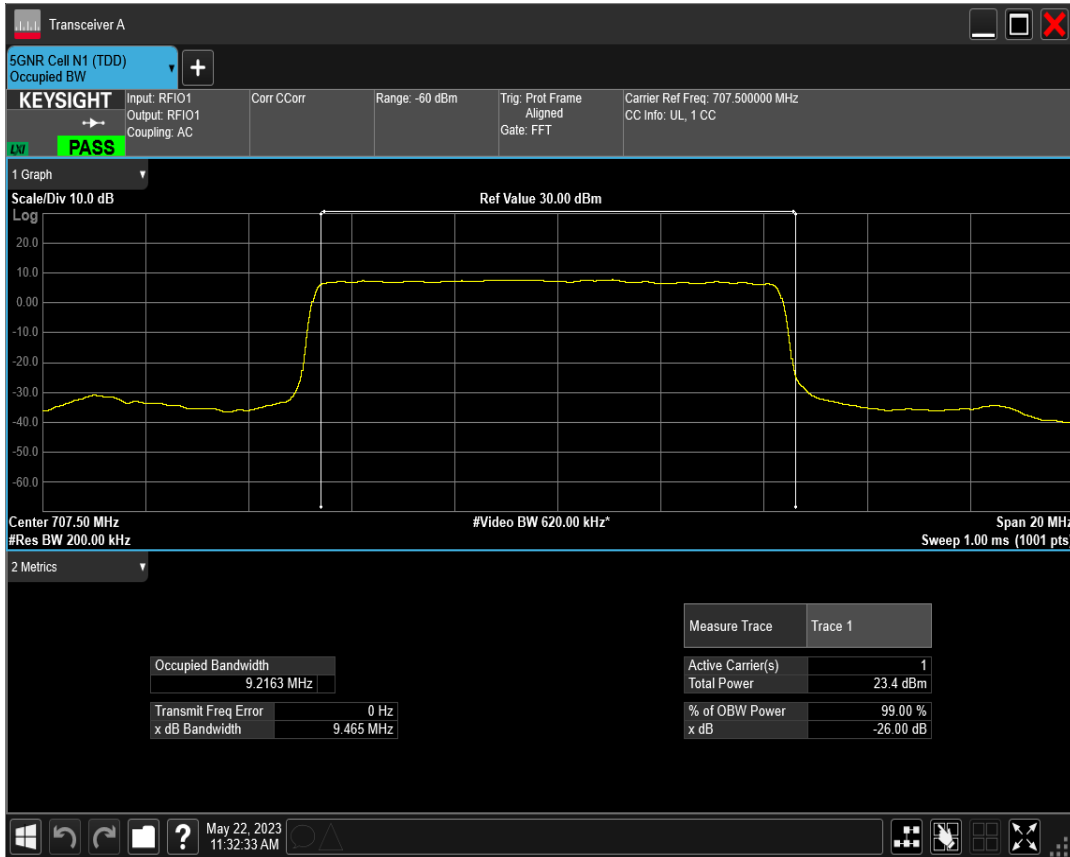 Transceiver A
5GNR Cell N1 (TDD)
Occupied BW
+
KEYSIGHT
LXI
PASS
Input: RFIO1
Output: RFIO1
Coupling: AC
Corr CCorr
Range: -60 dBm
Trig: Prot Frame
Aligned
Gate: FFT
Carrier Ref Freq: 707.500000 MHz
CC Info: UL, 1 CC
1 Graph
Scale/Div 10.0 dB
Ref Value 30.00 dBm
Log
20.0
10.0
0.00
-10.0
-20.0
-30.0
-40.0
-50.0
-60.0
Center 707.50 MHz
#Video BW 620.00 kHz*
Span 20 MHz
#Res BW 200.00 kHz
Sweep 1.00 ms (1001 pts)
2 Metrics
Measure Trace Trace 1
Occupied Bandwidth
9.2163 MHz
Active Carrier(s) 1
Total Power 23.4 dBm
Transmit Freq Error 0 Hz
x dB Bandwidth 9.465 MHz
% of OBW Power 99.00 %
x dB -26.00 dB
?
May 22, 2023
11:32:33 AM